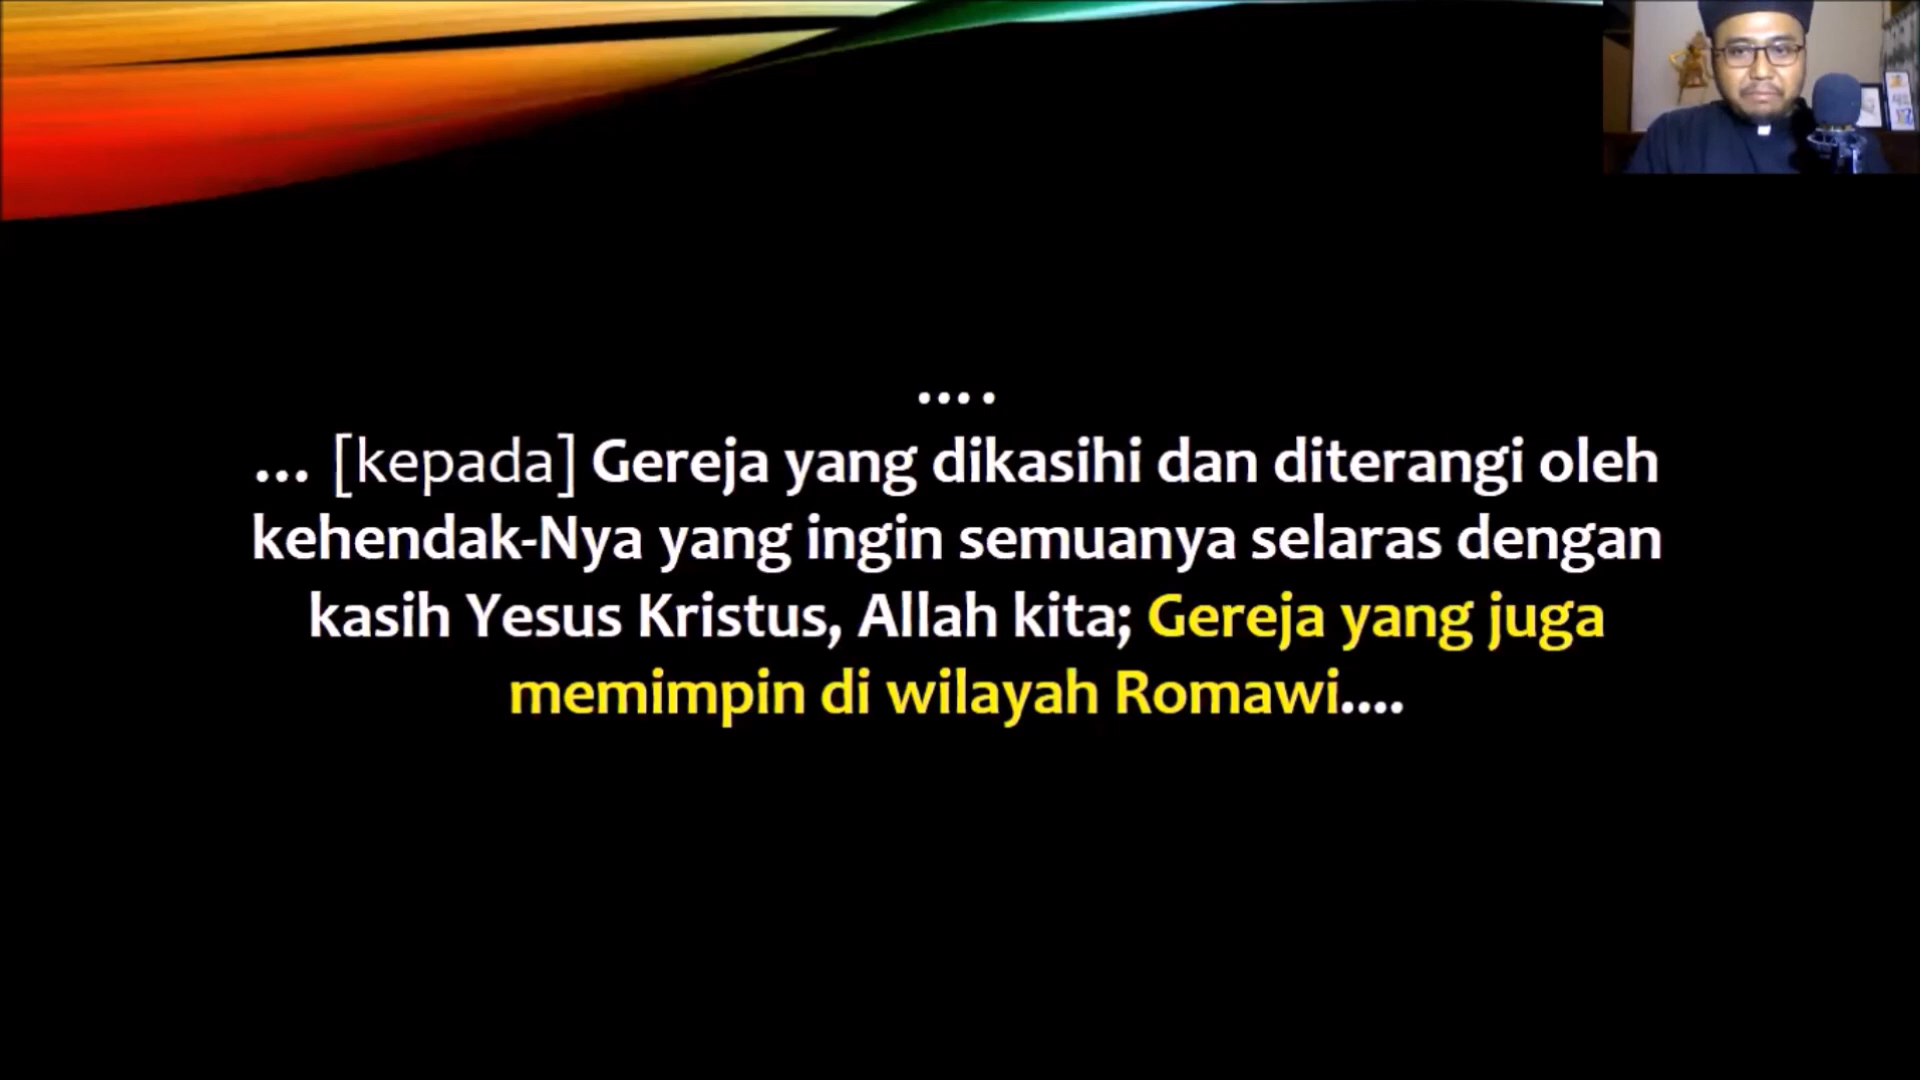 ....
... [kepada] Gereja yang dikasihi dan diterangi oleh
kehendak-Nya yang ingin semuanya selaras dengan
kasih Yesus Kristus, Allah kita; Gereja yang juga
memimpin di wilayah Romawi....